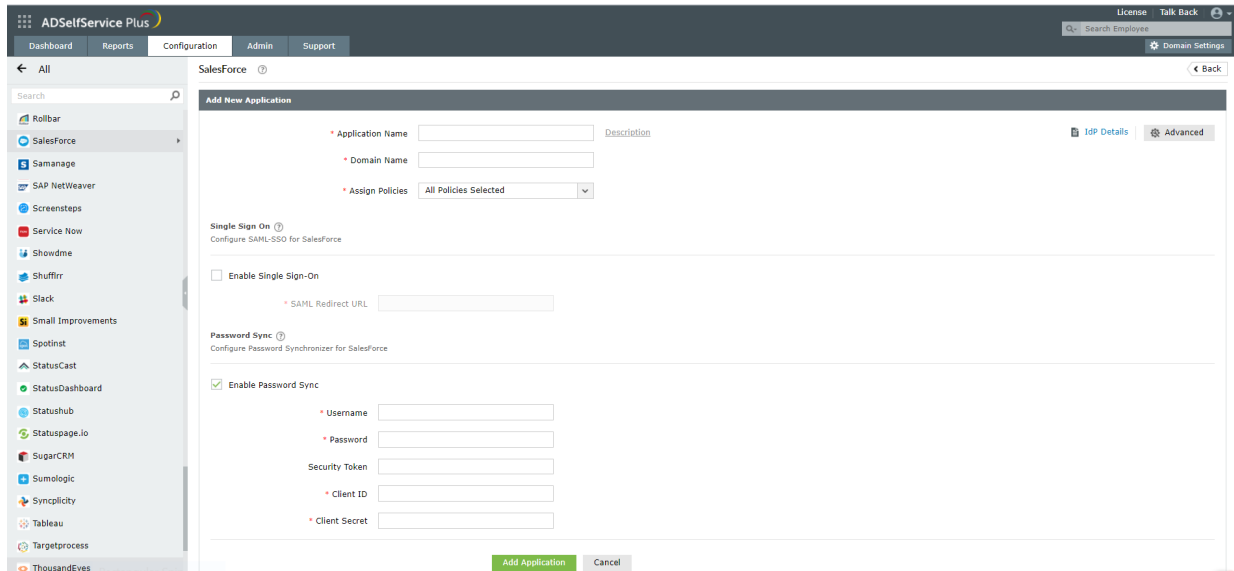 License Talk Back
ADSelfService Plus
Search Employee
Dashboard Reports Configuration Admin Support
Domain Settings
All
SalesForce
Back
Search
Rollbar
SalesForce
Samanage
SAP NetWeaver
Screensteps
Service Now
Showdme
Shufflrr
Slack
Small Improvements
Spotinst
StatusCast
StatusDashboard
Statushub
Statuspage.io
SugarCRM
Sumologic
Syncplicity
Tableau
Targetprocess
ThousandEyes
Add New Application
* Application Name
Description
IdP Details
Advanced
* Domain Name
* Assign Policies All Policies Selected
Single Sign On
Configure SAML-SSO for SalesForce
Enable Single Sign-On
* SAML Redirect URL
Password Sync
Configure Password Synchronizer for SalesForce
Enable Password Sync
* Username
* Password
Security Token
* Client ID
* Client Secret
Add Application Cancel